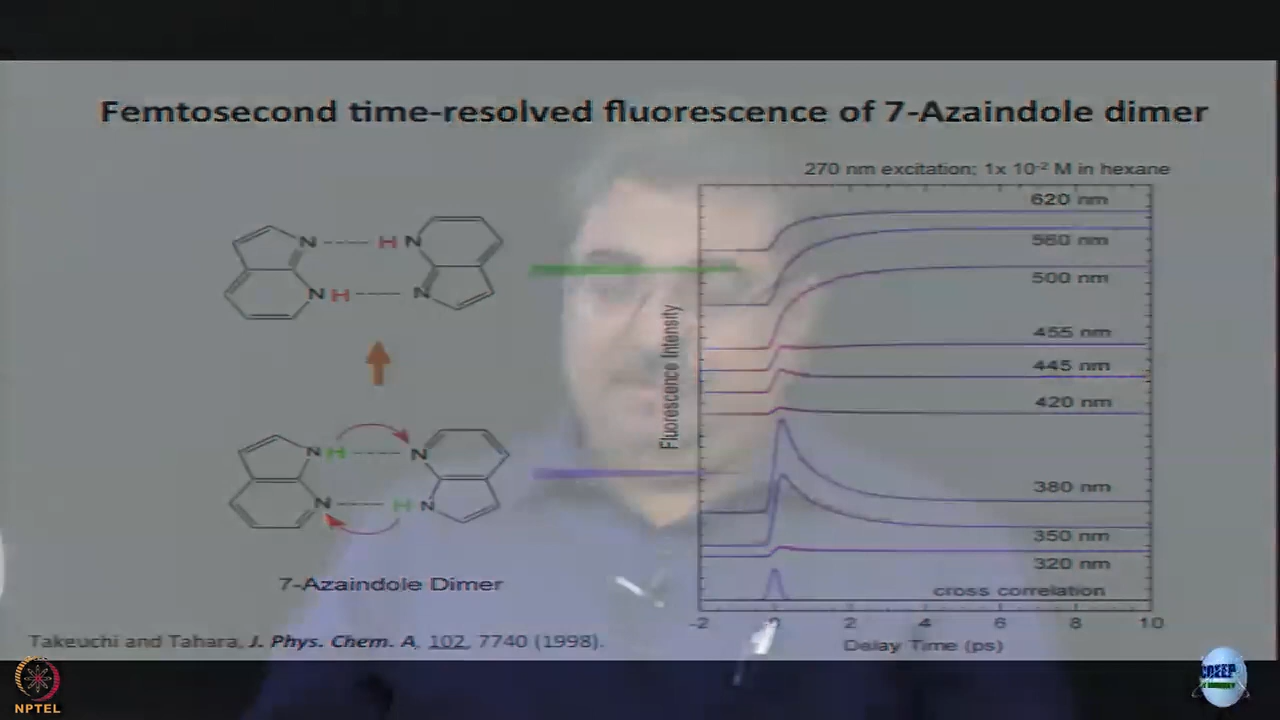 Femtosecond time-resolved fluorescence of 7-Azaindole dimer
270 nm excitation; 1x 10⁻² M in hexane
N H N
N H N
N H N
N H N
7-Azaindole Dimer
Fluorescence Intensity
620 nm
560 nm
500 nm
455 nm
445 nm
420 nm
380 nm
350 nm
320 nm
cross correlation
-2 0 2 4 6 8 10
Delay Time (ps)
Takeuchi and Tahara, J. Phys. Chem. A, 102, 7740 (1998).
NPTEL